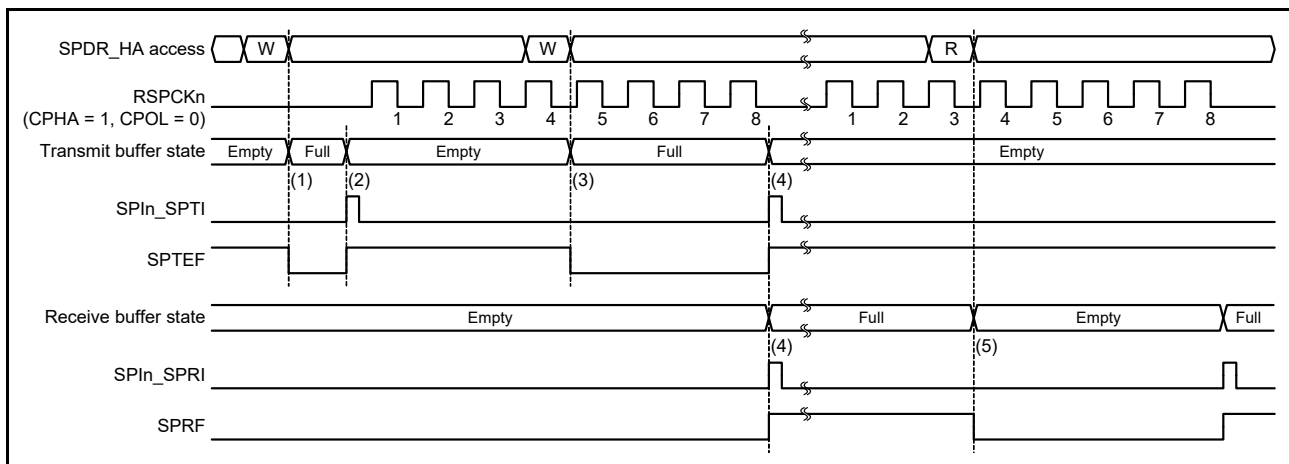 SPDR_HA access W W R
RSPCKn
(CPHA = 1, CPOL = 0)
1 2 3 4 5 6 7 8 1 2 3 4 5 6 7 8
Transmit buffer state Empty Full Empty Full Empty
(1) (2) (3) (4)
SPIn_SPTI
SPTEF
Receive buffer state Empty Full Empty Full
(4) (5)
SPIn_SPRI
SPRF